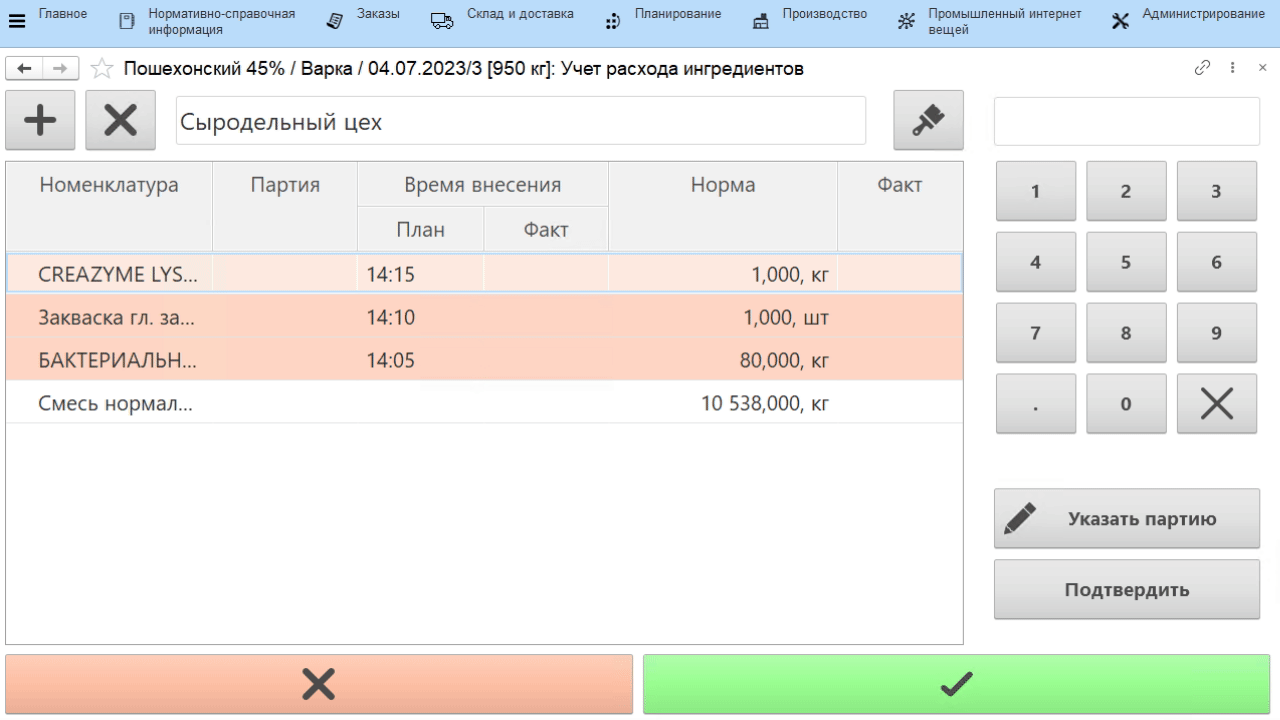 Главное
Нормативно-справочная
информация
Заказы
Склад и доставка
Планирование
Производство
Промышленный интернет
вещей
Администрирование
Пошехонский 45% / Варка / 04.07.2023/3 [950 кг]: Учет расхода ингредиентов
Сыродельный цех
Номенклатура Партия Время внесения Норма Факт
План Факт
CREAZYME LYS... 14:15 1,000, кг
Закваска гл. за... 14:10 1,000, шт
БАКТЕРИАЛЬН... 14:05 80,000, кг
Смесь нормал... 10 538,000, кг
1 2 3
4 5 6
7 8 9
. 0
Указать партию
Подтвердить